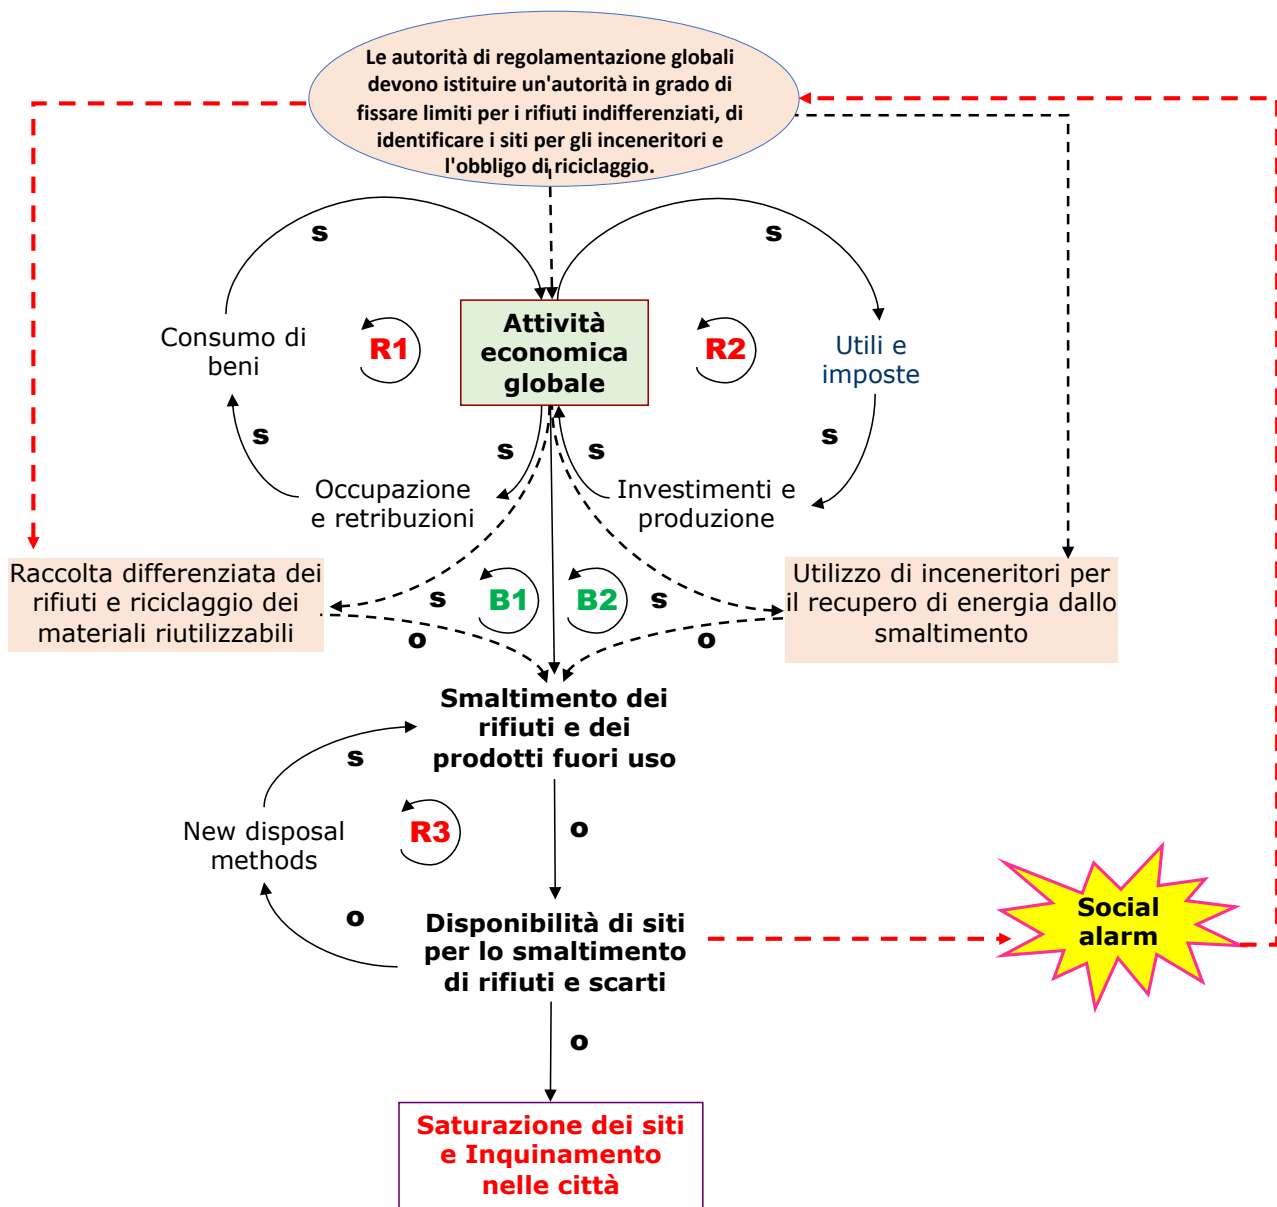 Le autorità di regolamentazione globali
devono istituire un'autorità in grado di
fissare limiti per i rifiuti indifferenziati, di
identificare i siti per gli inceneritori e
l'obbligo di riciclaggio.
s
s
Consumo di
beni
R1
Attività
economica
globale
R2
Utili e
imposte
s
s
s
s
Occupazione
e retribuzioni
Investimenti e
produzione
Raccolta differenziata dei
rifiuti e riciclaggio dei
materiali riutilizzabili
s
B1
B2
s
Utilizzo di inceneritori per
il recupero di energia dallo
smaltimento
o
o
Smaltimento dei
rifiuti e dei
prodotti fuori uso
s
New disposal
methods
R3
o
o
Disponibilità di siti
per lo smaltimento
di rifiuti e scarti
Social
alarm
o
Saturazione dei siti
e Inquinamento
nelle città